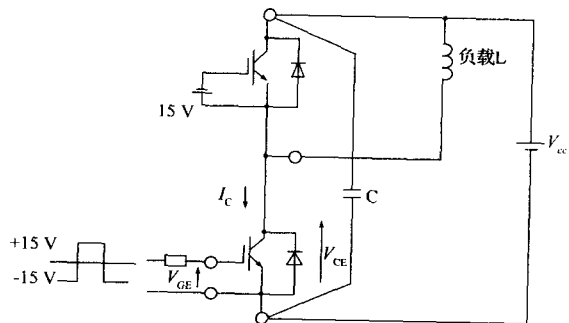 负载L
15 V
V_cc
I_C
C
+15 V
V_GE
V_CE
-15 V